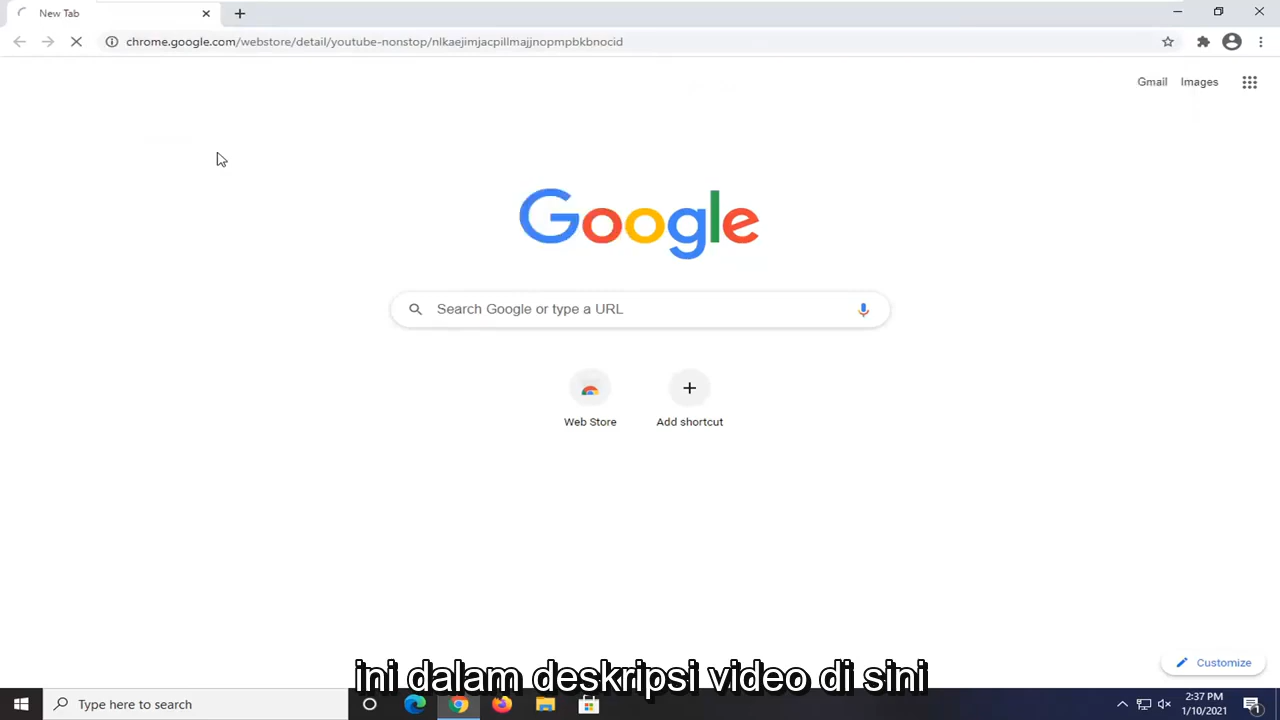 New Tab
chrome.google.com/webstore/detail/youtube-nonstop/nlkaejimjacpillmajjnopmpbkbnocid
Gmail Images
Google
Search Google or type a URL
Web Store Add shortcut
Customize
ini dalam deskripsi video di sini
Type here to search
2:37 PM
1/10/2021
1